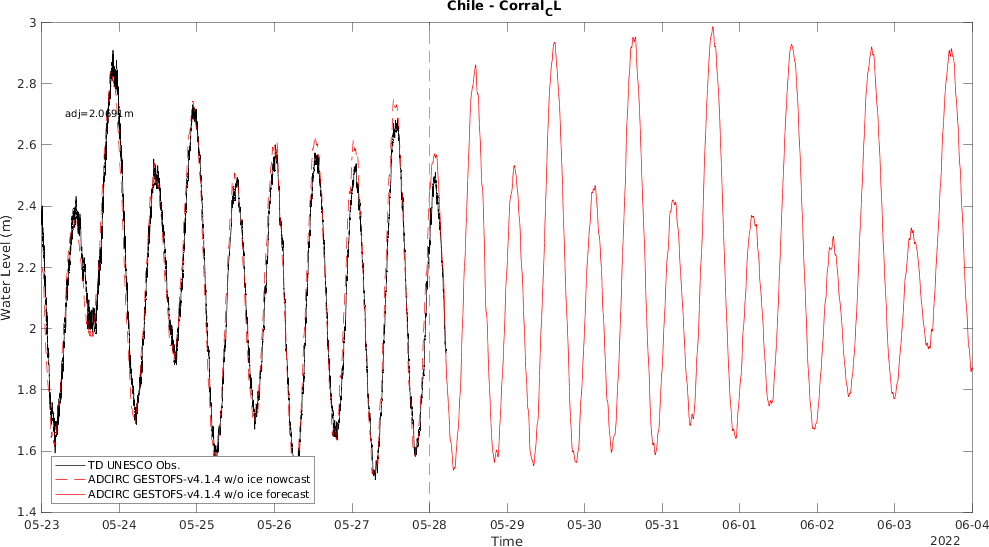 Chile - Corral_CL
3
2.8
2.6
2.4
2.2
2
1.8
1.6
1.4
Water Level (m)
adj=2.0691m
TD UNESCO Obs.
ADCIRC GESTOFS-v4.1.4 w/o ice nowcast
ADCIRC GESTOFS-v4.1.4 w/o ice forecast
05-23 05-24 05-25 05-26 05-27 05-28 05-29 05-30 05-31 06-01 06-02 06-03 06-04
Time
2022